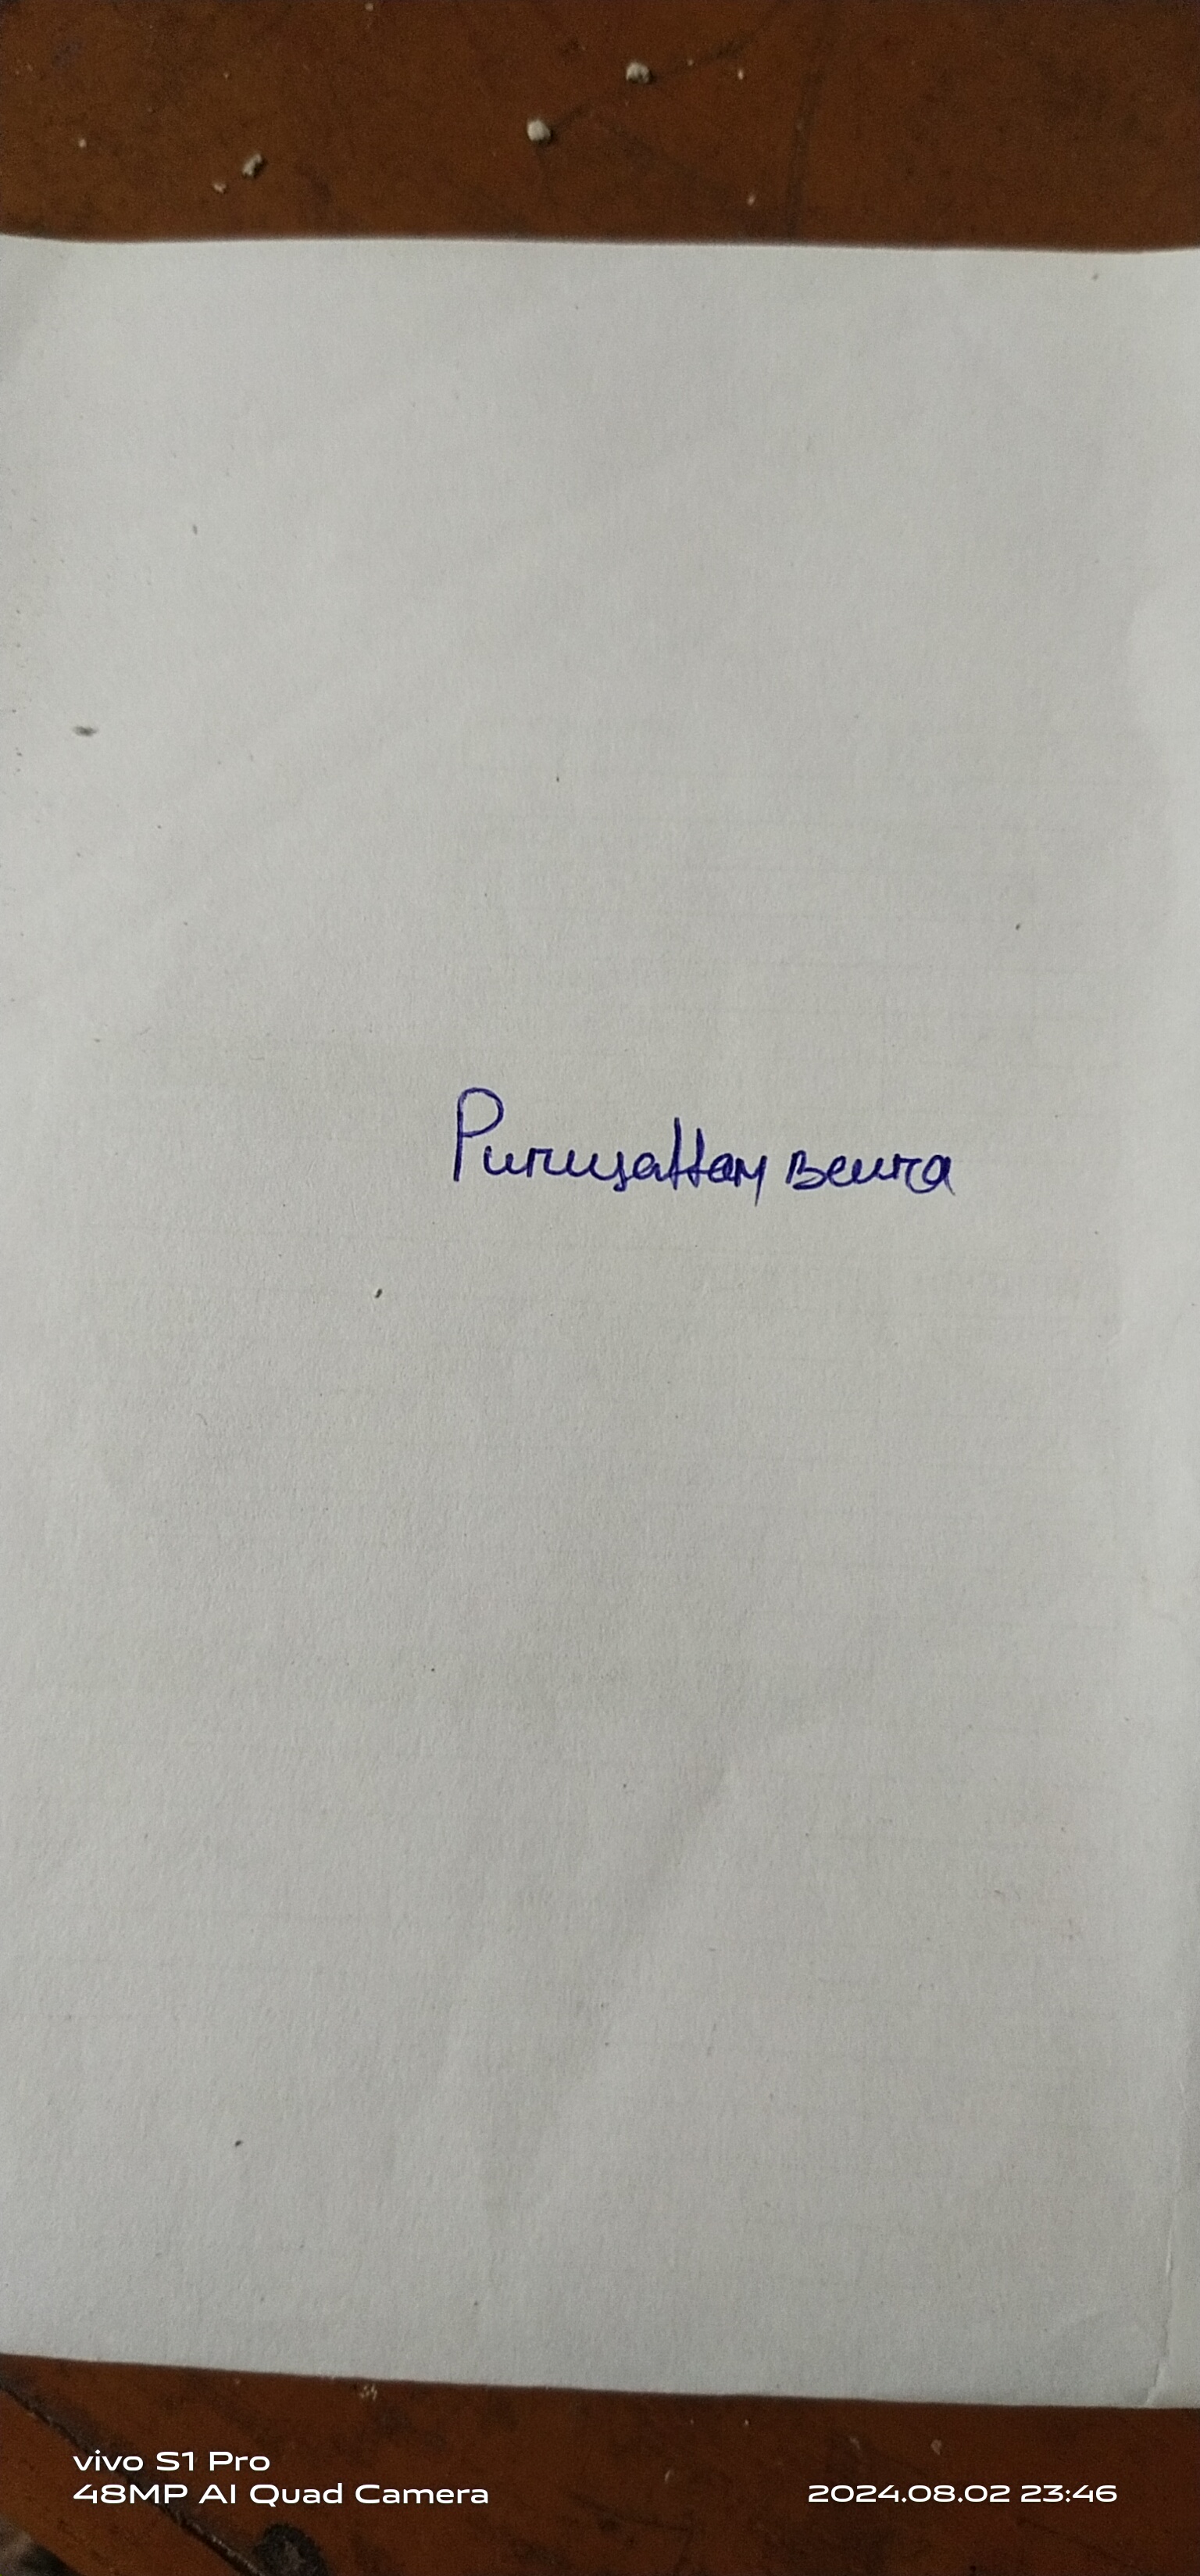 Purusattam Beura
vivo S1 Pro
48MP AI Quad Camera
2024.08.02 23:46